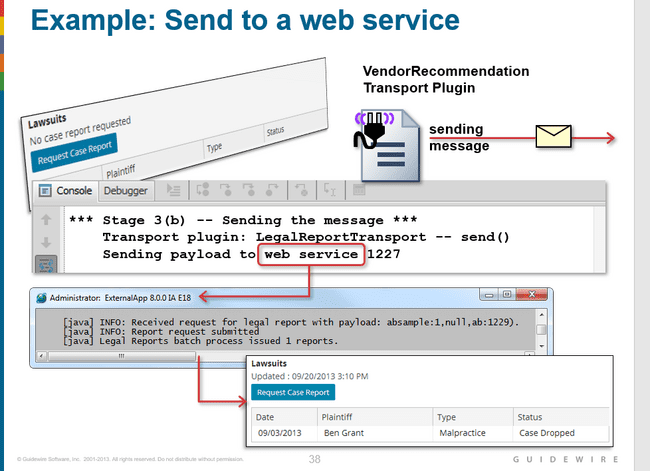 Example: Send to a web service
VendorRecommendation
Transport Plugin
Lawsuits
No case report requested
Request Case Report
Plaintiff
Type
Status
sending
message
Console
Debugger
*** Stage 3(b) -- Sending the message ***
Transport plugin: LegalReportTransport -- send()
Sending payload to web service 1227
Administrator: ExternalApp 8.0.0 IA E18
[java] INFO: Received request for legal report with payload: absample:1,null,ab:1229).
[java] INFO: Report request submitted
[java] Legal Reports batch process issued 1 reports.
Lawsuits
Updated : 09/20/2013 3:10 PM
Request Case Report
Date Plaintiff Type Status
09/03/2013 Ben Grant Malpractice Case Dropped
© Guidewire Software, Inc. 2001-2013. All rights reserved. Do not distribute without permission.
38
GUIDEWIRE